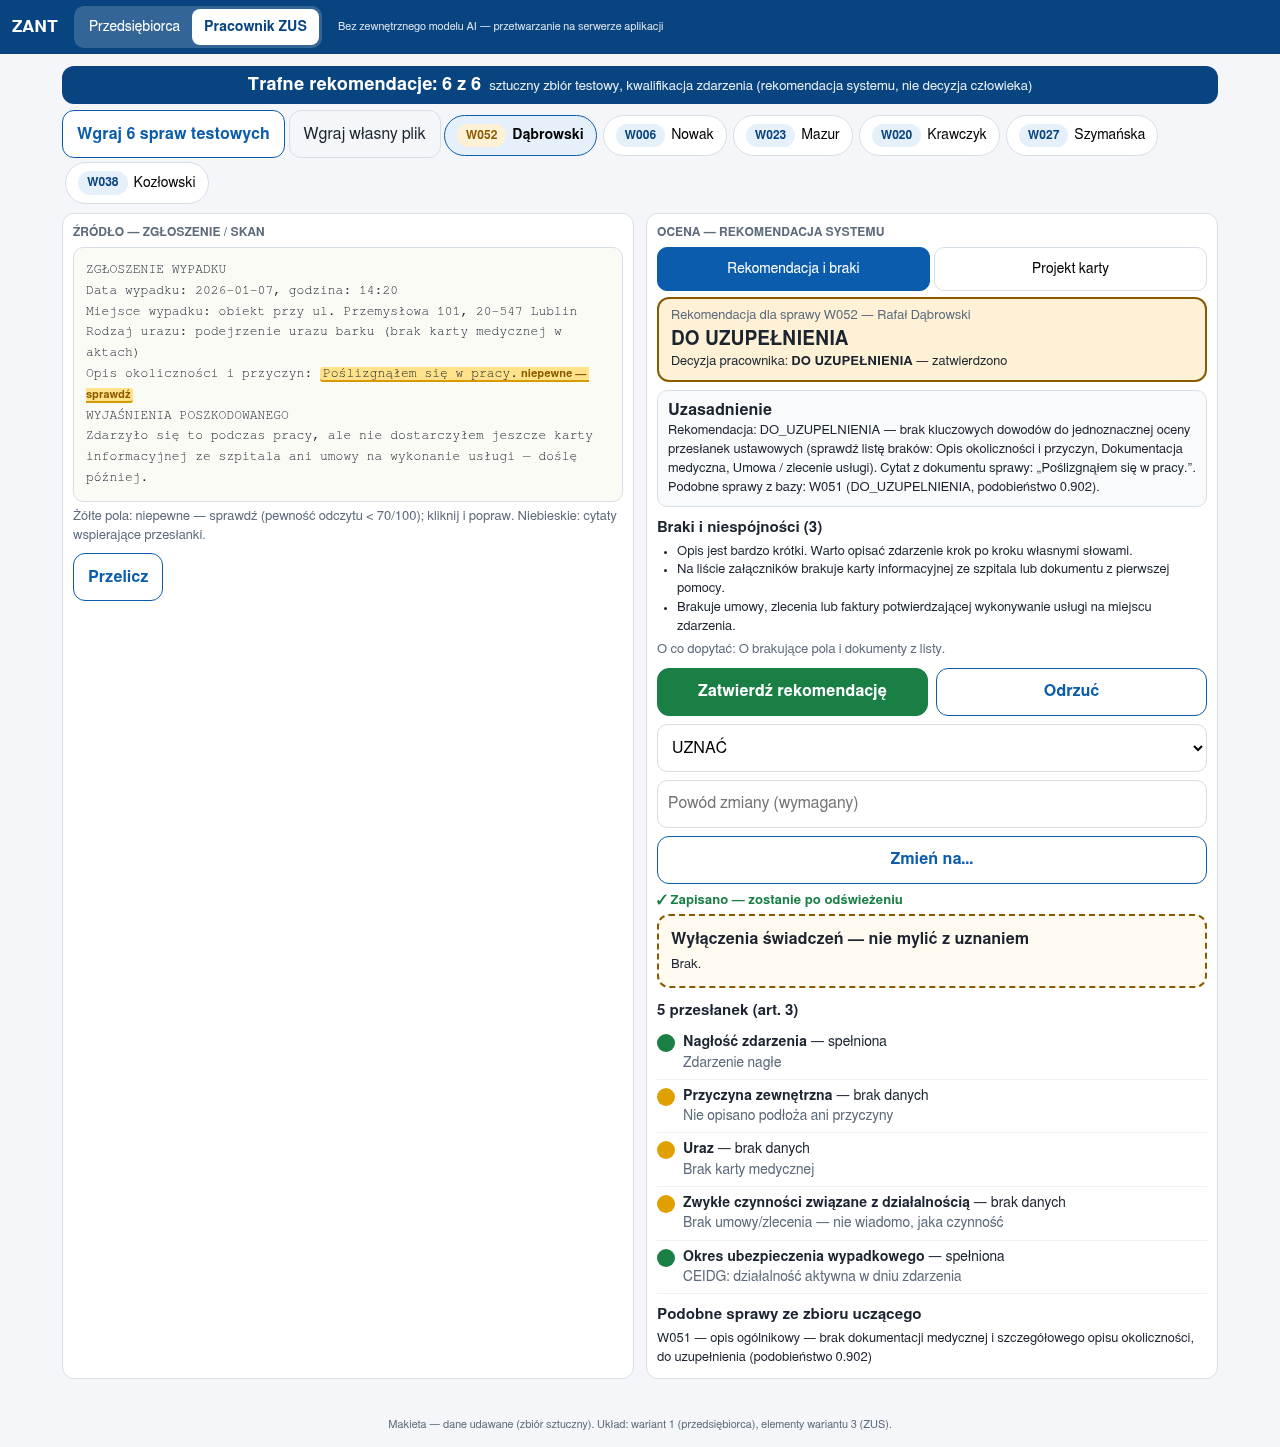 ZANT
Przedsiębiorca
Pracownik ZUS
Bez zewnętrznego modelu AI — przetwarzanie na serwerze aplikacji
Trafne rekomendacje: 6 z 6 sztuczny zbiór testowy, kwalifikacja zdarzenia (rekomendacja systemu, nie decyzja człowieka)
Wgraj 6 spraw testowych
Wgraj własny plik
W052 Dąbrowski
W006 Nowak
W023 Mazur
W020 Krawczyk
W027 Szymańska
W038 Kozłowski
ŹRÓDŁO — ZGŁOSZENIE / SKAN
ZGŁOSZENIE WYPADKU
Data wypadku: 2026-01-07, godzina: 14:20
Miejsce wypadku: obiekt przy ul. Przemysłowa 101, 20-547 Lublin
Rodzaj urazu: podejrzenie urazu barku (brak karty medycznej w
aktach)
Opis okoliczności i przyczyn: Poślizgnąłem się w pracy. niepewne —
sprawdź
WYJAŚNIENIA POSZKODOWANEGO
Zdarzyło się to podczas pracy, ale nie dostarczyłem jeszcze karty
informacyjnej ze szpitala ani umowy na wykonanie usługi — doślę
później.
Żółte pola: niepewne — sprawdź (pewność odczytu < 70/100); kliknij i popraw. Niebieskie: cytaty
wspierające przesłanki.
Przelicz
OCENA — REKOMENDACJA SYSTEMU
Rekomendacja i braki
Projekt karty
Rekomendacja dla sprawy W052 — Rafał Dąbrowski
DO UZUPEŁNIENIA
Decyzja pracownika: DO UZUPEŁNIENIA — zatwierdzono
Uzasadnienie
Rekomendacja: DO_UZUPELNIENIA — brak kluczowych dowodów do jednoznacznej oceny
przesłanek ustawowych (sprawdź listę braków: Opis okoliczności i przyczyn, Dokumentacja
medyczna, Umowa / zlecenie usługi). Cytat z dokumentu sprawy: „Poślizgnąłem się w pracy.”.
Podobne sprawy z bazy: W051 (DO_UZUPELNIENIA, podobieństwo 0.902).
Braki i niespójności (3)
• Opis jest bardzo krótki. Warto opisać zdarzenie krok po kroku własnymi słowami.
• Na liście załączników brakuje karty informacyjnej ze szpitala lub dokumentu z pierwszej
pomocy.
• Brakuje umowy, zlecenia lub faktury potwierdzającej wykonywanie usługi na miejscu
zdarzenia.
O co dopytać: O brakujące pola i dokumenty z listy.
Zatwierdź rekomendację
Odrzuć
UZNAĆ
Powód zmiany (wymagany)
Zmień na...
✓ Zapisano — zostanie po odświeżeniu
Wyłączenia świadczeń — nie mylić z uznaniem
Brak.
5 przesłanek (art. 3)
Nagłość zdarzenia — spełniona
Zdarzenie nagłe
Przyczyna zewnętrzna — brak danych
Nie opisano podłoża ani przyczyny
Uraz — brak danych
Brak karty medycznej
Zwykłe czynności związane z działalnością — brak danych
Brak umowy/zlecenia — nie wiadomo, jaka czynność
Okres ubezpieczenia wypadkowego — spełniona
CEIDG: działalność aktywna w dniu zdarzenia
Podobne sprawy ze zbioru uczącego
W051 — opis ogólnikowy — brak dokumentacji medycznej i szczegółowego opisu okoliczności,
do uzupełnienia (podobieństwo 0.902)
Makieta — dane udawane (zbiór sztuczny). Układ: wariant 1 (przedsiębiorca), elementy wariantu 3 (ZUS).